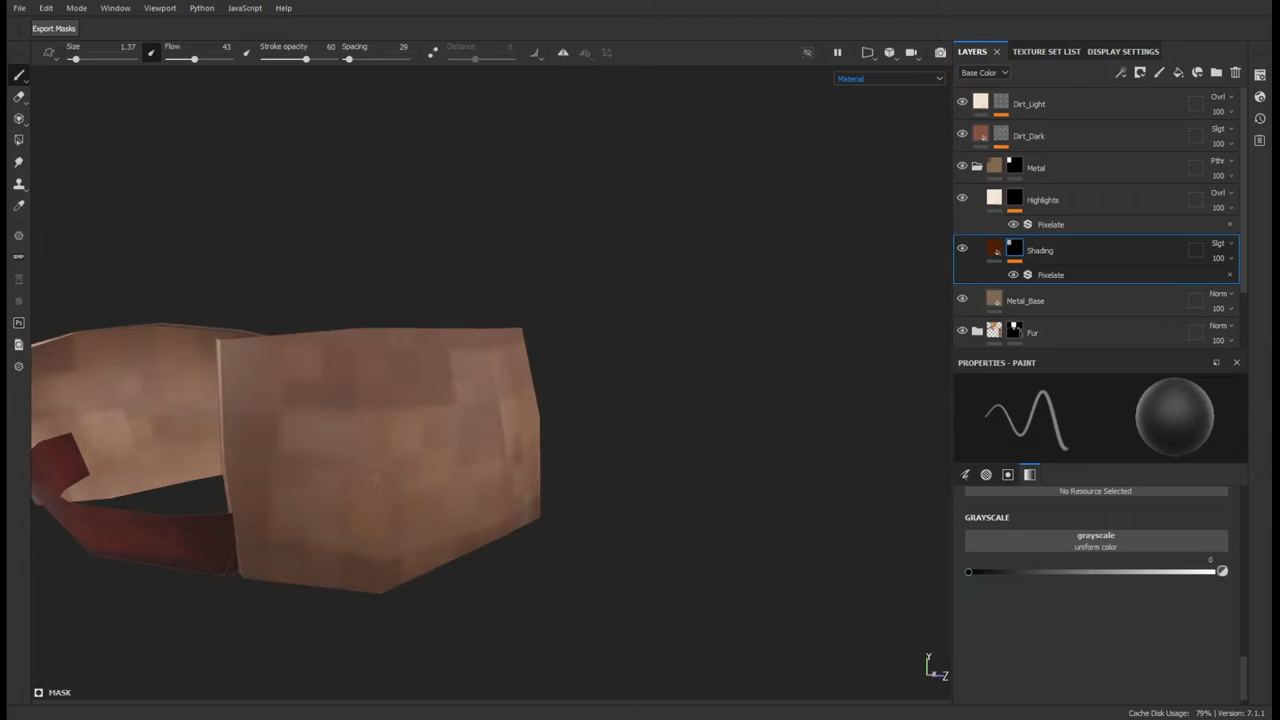 File Edit Mode Window Viewport Python JavaScript Help
Export Masks
Size 1.37 Flow 43 Stroke opacity 60 Spacing 29 Distance 8
LAYERS × TEXTURE SET LIST DISPLAY SETTINGS
Base Color
Material
Dirt_Light Ovrl 100
Dirt_Dark Slgt 100
Metal Pthr 100
Highlights Ovrl 100
Pixelate ×
Shading Slgt 100
Pixelate ×
Metal_Base Norm 100
Fur Norm 100
PROPERTIES - PAINT
No Resource Selected
GRAYSCALE
grayscale
uniform color
0
Y
Z
MASK
Cache Disk Usage: 79% | Version: 7.1.1